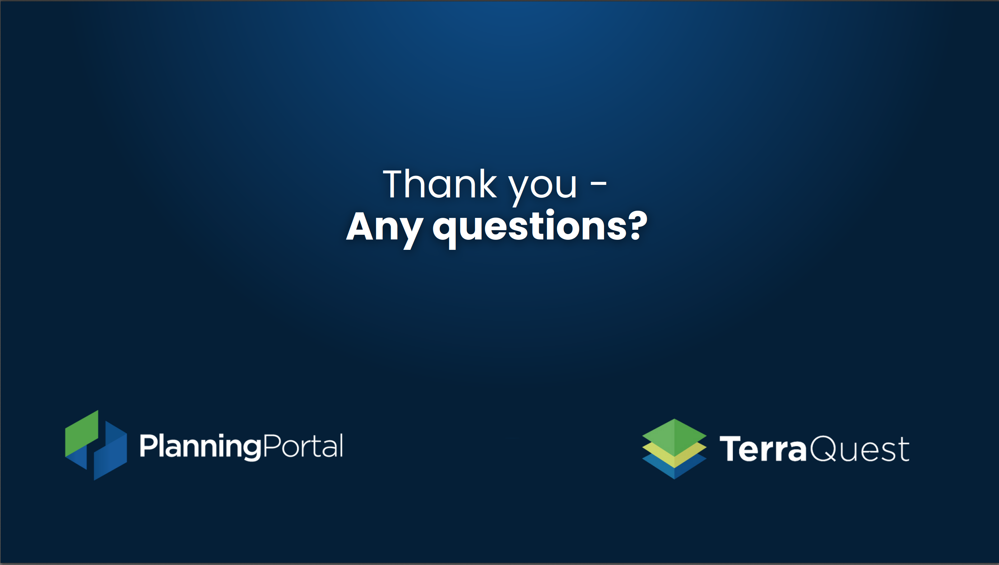 Thank you -
Any questions?
PlanningPortal
TerraQuest